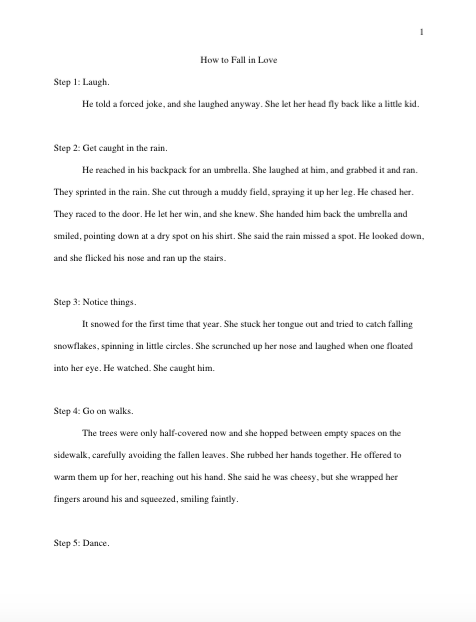 1
How to Fall in Love
Step 1: Laugh.
He told a forced joke, and she laughed anyway. She let her head fly back like a little kid.
Step 2: Get caught in the rain.
He reached in his backpack for an umbrella. She laughed at him, and grabbed it and ran.
They sprinted in the rain. She cut through a muddy field, spraying it up her leg. He chased her.
They raced to the door. He let her win, and she knew. She handed him back the umbrella and
smiled, pointing down at a dry spot on his shirt. She said the rain missed a spot. He looked down,
and she flicked his nose and ran up the stairs.
Step 3: Notice things.
It snowed for the first time that year. She stuck her tongue out and tried to catch falling
snowflakes, spinning in little circles. She scrunched up her nose and laughed when one floated
into her eye. He watched. She caught him.
Step 4: Go on walks.
The trees were only half-covered now and she hopped between empty spaces on the
sidewalk, carefully avoiding the fallen leaves. She rubbed her hands together. He offered to
warm them up for her, reaching out his hand. She said he was cheesy, but she wrapped her
fingers around his and squeezed, smiling faintly.
Step 5: Dance.